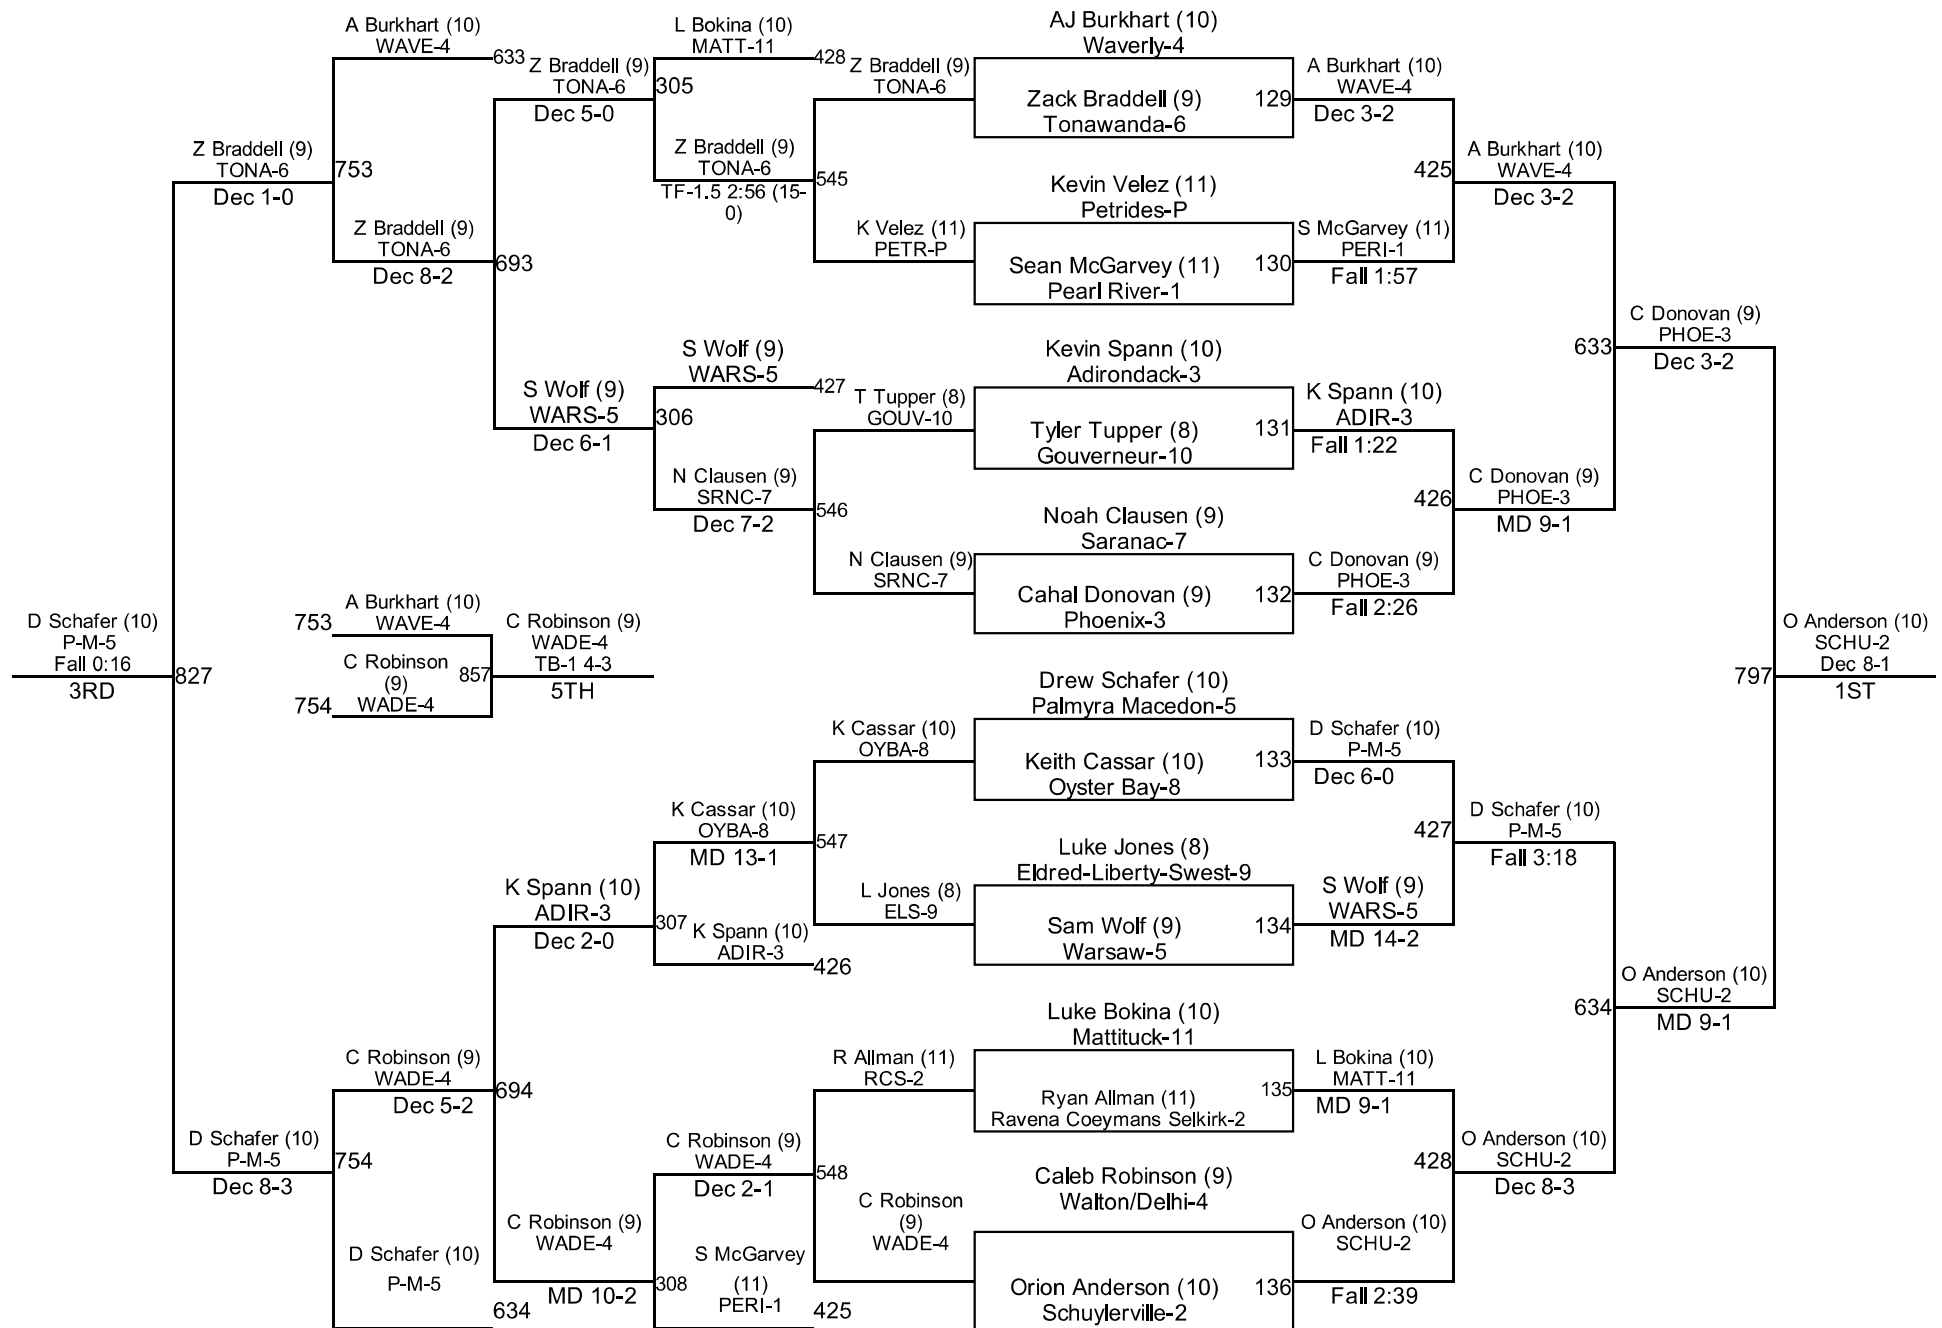 A Burkhart (10)
WAVE-4
633
Z Braddell (9)
TONA-6
Dec 5-0
L Bokina (10)
MATT-11
428
305
Z Braddell (9)
TONA-6
AJ Burkhart (10)
Waverly-4
Zack Braddell (9)
Tonawanda-6
129
A Burkhart (10)
WAVE-4
Dec 3-2
Z Braddell (9)
TONA-6
Dec 1-0
753
Z Braddell (9)
TONA-6
Dec 8-2
693
Z Braddell (9)
TONA-6
TF-1.5 2:56 (15-
0)
545
K Velez (11)
PETR-P
Kevin Velez (11)
Petrides-P
Sean McGarvey (11)
Pearl River-1
130
S McGarvey (11)
PERI-1
Fall 1:57
425
A Burkhart (10)
WAVE-4
Dec 3-2
S Wolf (9)
WARS-5
427
S Wolf (9)
WARS-5
Dec 6-1
306
T Tupper (8)
GOUV-10
Kevin Spann (10)
Adirondack-3
Tyler Tupper (8)
Gouverneur-10
131
K Spann (10)
ADIR-3
Fall 1:22
633
C Donovan (9)
PHOE-3
Dec 3-2
N Clausen (9)
SRNC-7
Dec 7-2
546
N Clausen (9)
SRNC-7
Noah Clausen (9)
Saranac-7
Cahal Donovan (9)
Phoenix-3
132
C Donovan (9)
PHOE-3
Fall 2:26
426
C Donovan (9)
PHOE-3
MD 9-1
D Schafer (10)
P-M-5
Fall 0:16
3RD
827
753
A Burkhart (10)
WAVE-4
C Robinson
(9)
WADE-4
754
857
C Robinson (9)
WADE-4
TB-1 4-3
5TH
797
O Anderson (10)
SCHU-2
Dec 8-1
1ST
K Cassar (10)
OYBA-8
Drew Schafer (10)
Palmyra Macedon-5
Keith Cassar (10)
Oyster Bay-8
133
D Schafer (10)
P-M-5
Dec 6-0
K Cassar (10)
OYBA-8
MD 13-1
547
L Jones (8)
ELS-9
Luke Jones (8)
Eldred-Liberty-Swest-9
Sam Wolf (9)
Warsaw-5
134
S Wolf (9)
WARS-5
MD 14-2
427
D Schafer (10)
P-M-5
Fall 3:18
K Spann (10)
ADIR-3
Dec 2-0
307
K Spann (10)
ADIR-3
426
634
O Anderson (10)
SCHU-2
MD 9-1
C Robinson (9)
WADE-4
Dec 5-2
694
R Allman (11)
RCS-2
Luke Bokina (10)
Mattituck-11
Ryan Allman (11)
Ravena Coeymans Selkirk-2
135
L Bokina (10)
MATT-11
MD 9-1
D Schafer (10)
P-M-5
Dec 8-3
754
C Robinson (9)
WADE-4
Dec 2-1
548
C Robinson
(9)
WADE-4
Caleb Robinson (9)
Walton/Delhi-4
Orion Anderson (10)
Schuylerville-2
136
O Anderson (10)
SCHU-2
Fall 2:39
428
O Anderson (10)
SCHU-2
Dec 8-3
D Schafer (10)
P-M-5
634
C Robinson (9)
WADE-4
MD 10-2
308
S McGarvey
(11)
PERI-1
425